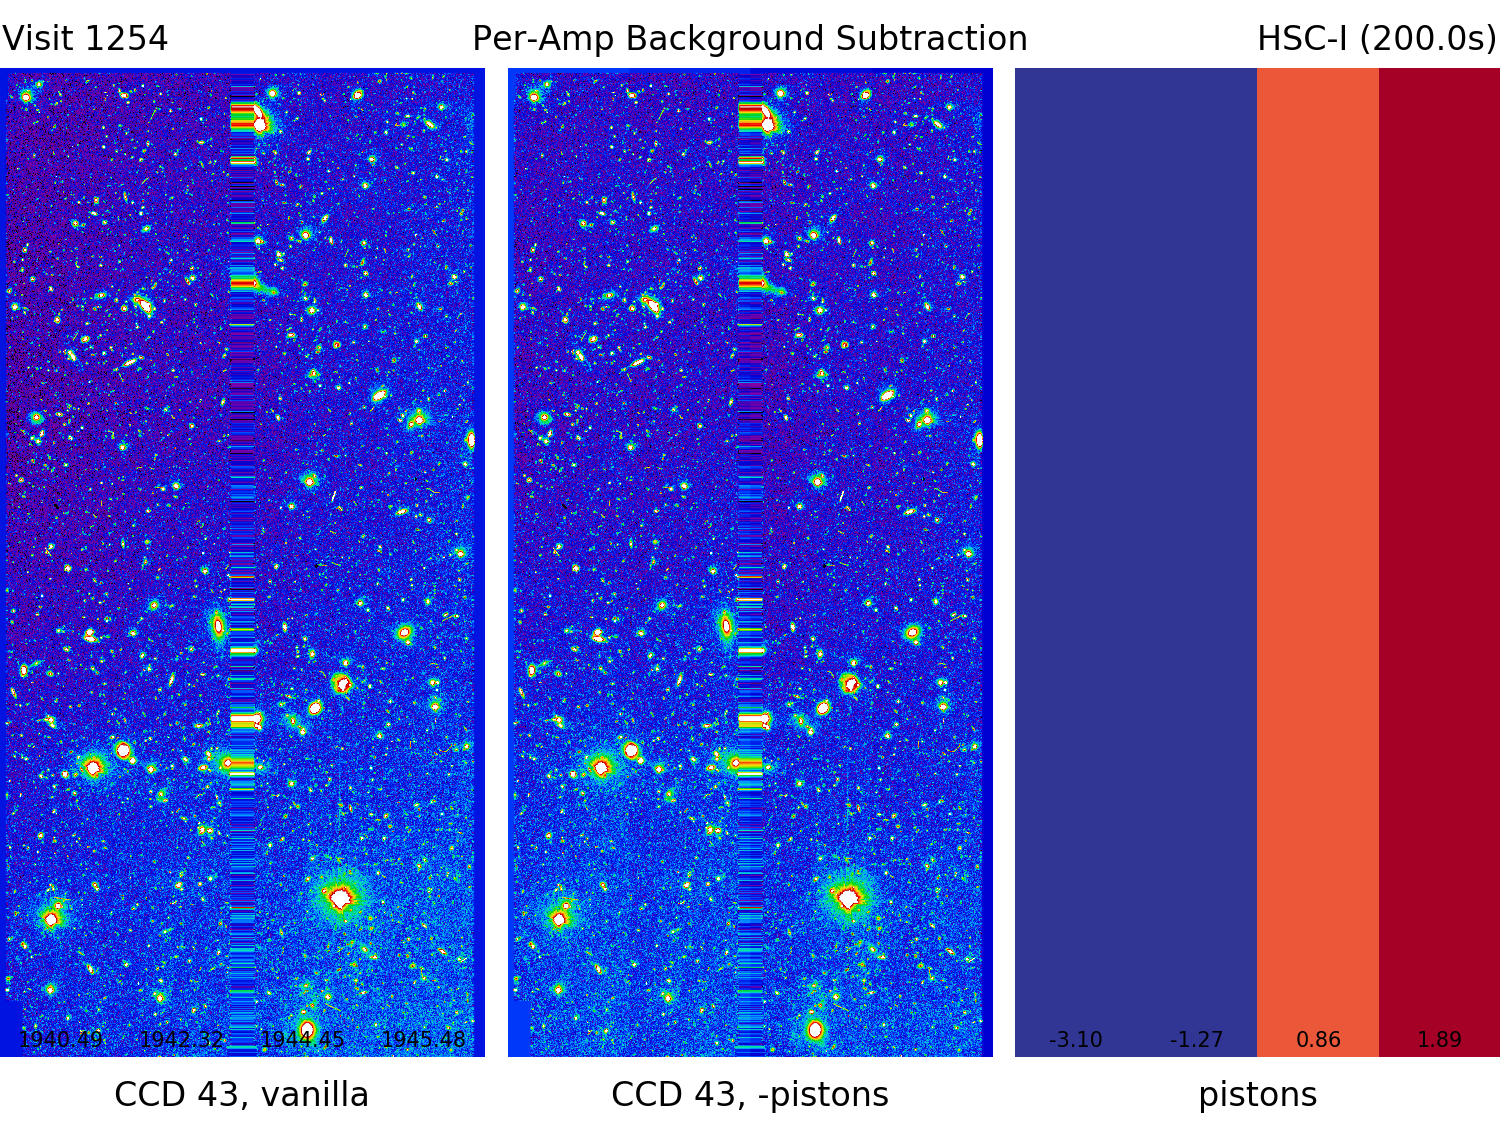 Visit 1254 Per-Amp Background Subtraction HSC-I (200.0s)
1940.49 1942.32 1944.45 1945.48 -3.10 -1.27 0.86 1.89
CCD 43, vanilla CCD 43, -pistons pistons